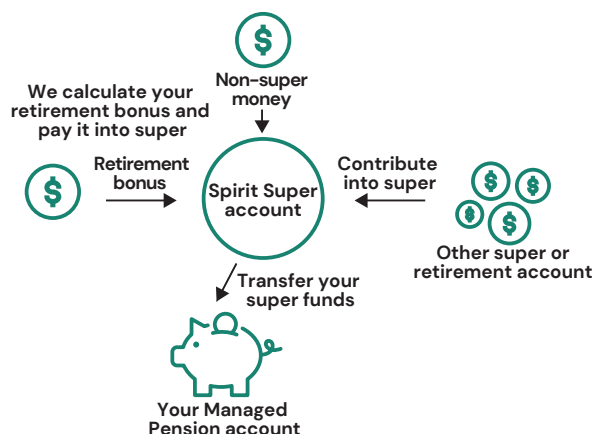 $
Non-super
money
We calculate your
retirement bonus and
pay it into super
$
Retirement
bonus
Spirit Super
account
Contribute
into super
$
$
$
$
Other super or
retirement account
Transfer your
super funds
Your Managed
Pension account